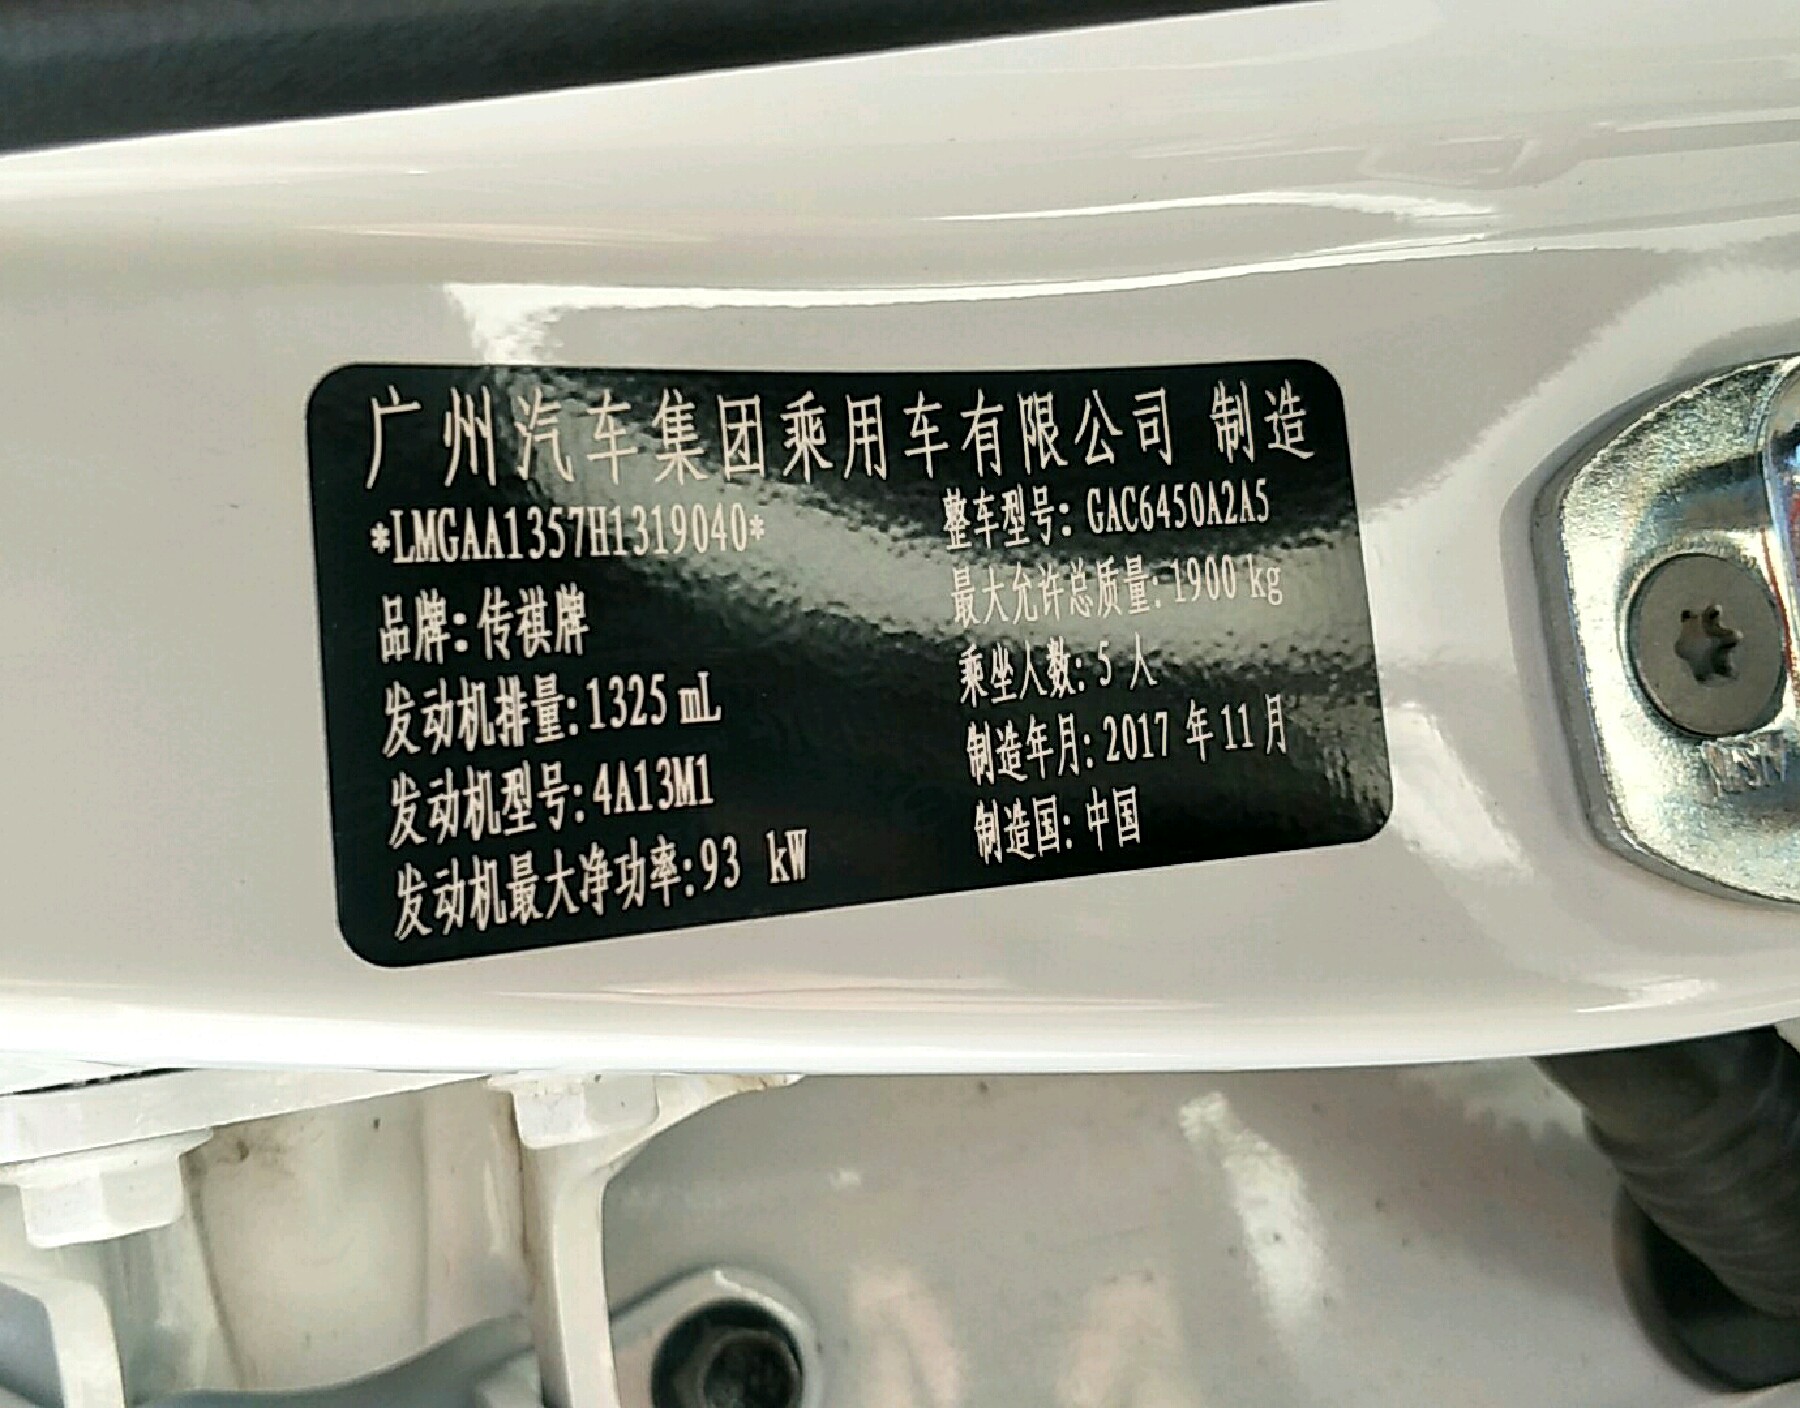 广州汽车集团乘用车有限公司 制造
*LMGAA1357H1319040*
整车型号: GAC6450A2A5
品牌: 传祺牌
最大允许总质量: 1900 kg
发动机排量: 1325 mL
乘坐人数: 5 人
发动机型号: 4A13M1
制造年月: 2017 年 11 月
发动机最大净功率: 93 kW
制造国: 中国